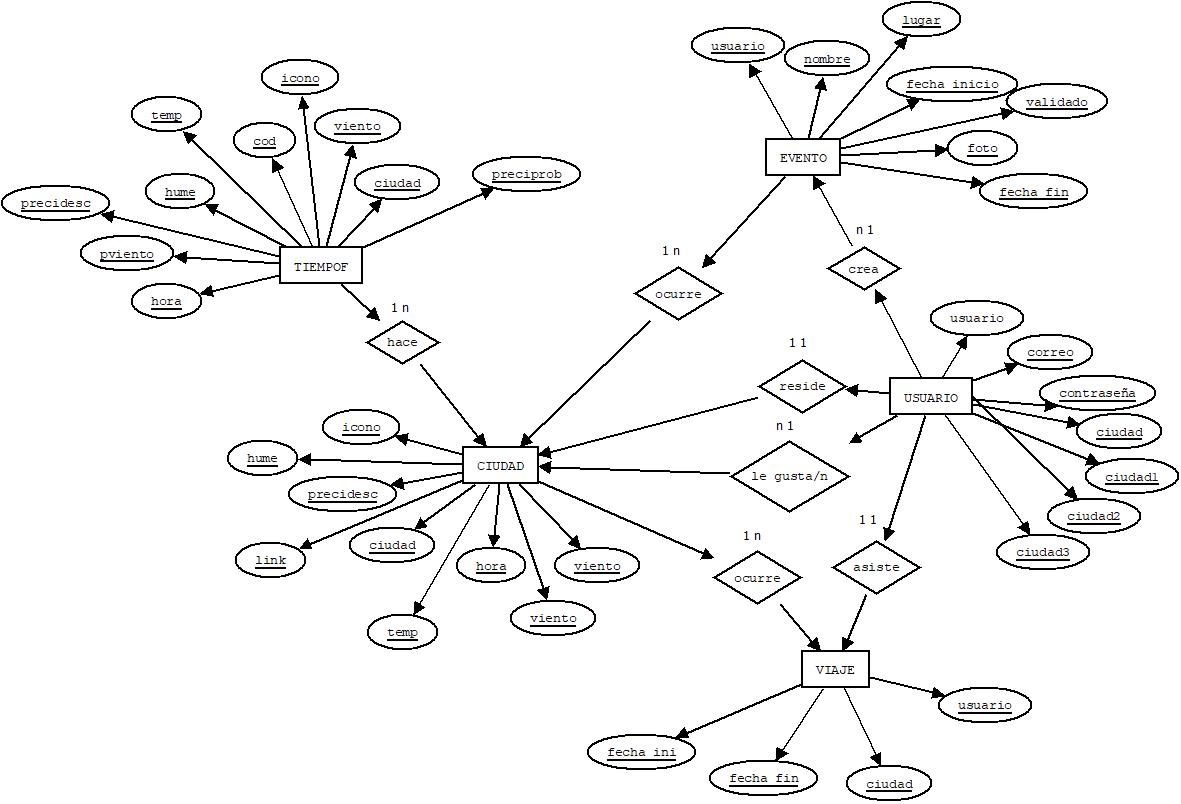 lugar
usuario
nombre
icono
fecha inicio
validado
temp
viento
cod
foto
EVENTO
preciprob
ciudad
hume
fecha fin
precidesc
n 1
pviento
1 n
TIEMPOF
crea
ocurre
hora
1 n
usuario
hace
1 1
correo
reside
contraseña
USUARIO
icono
n 1
ciudad
hume
CIUDAD
le gusta/n
ciudad1
precidesc
ciudad2
1 1
1 n
ciudad
ciudad3
link
hora
viento
asiste
ocurre
viento
temp
VIAJE
usuario
fecha ini
fecha fin
ciudad